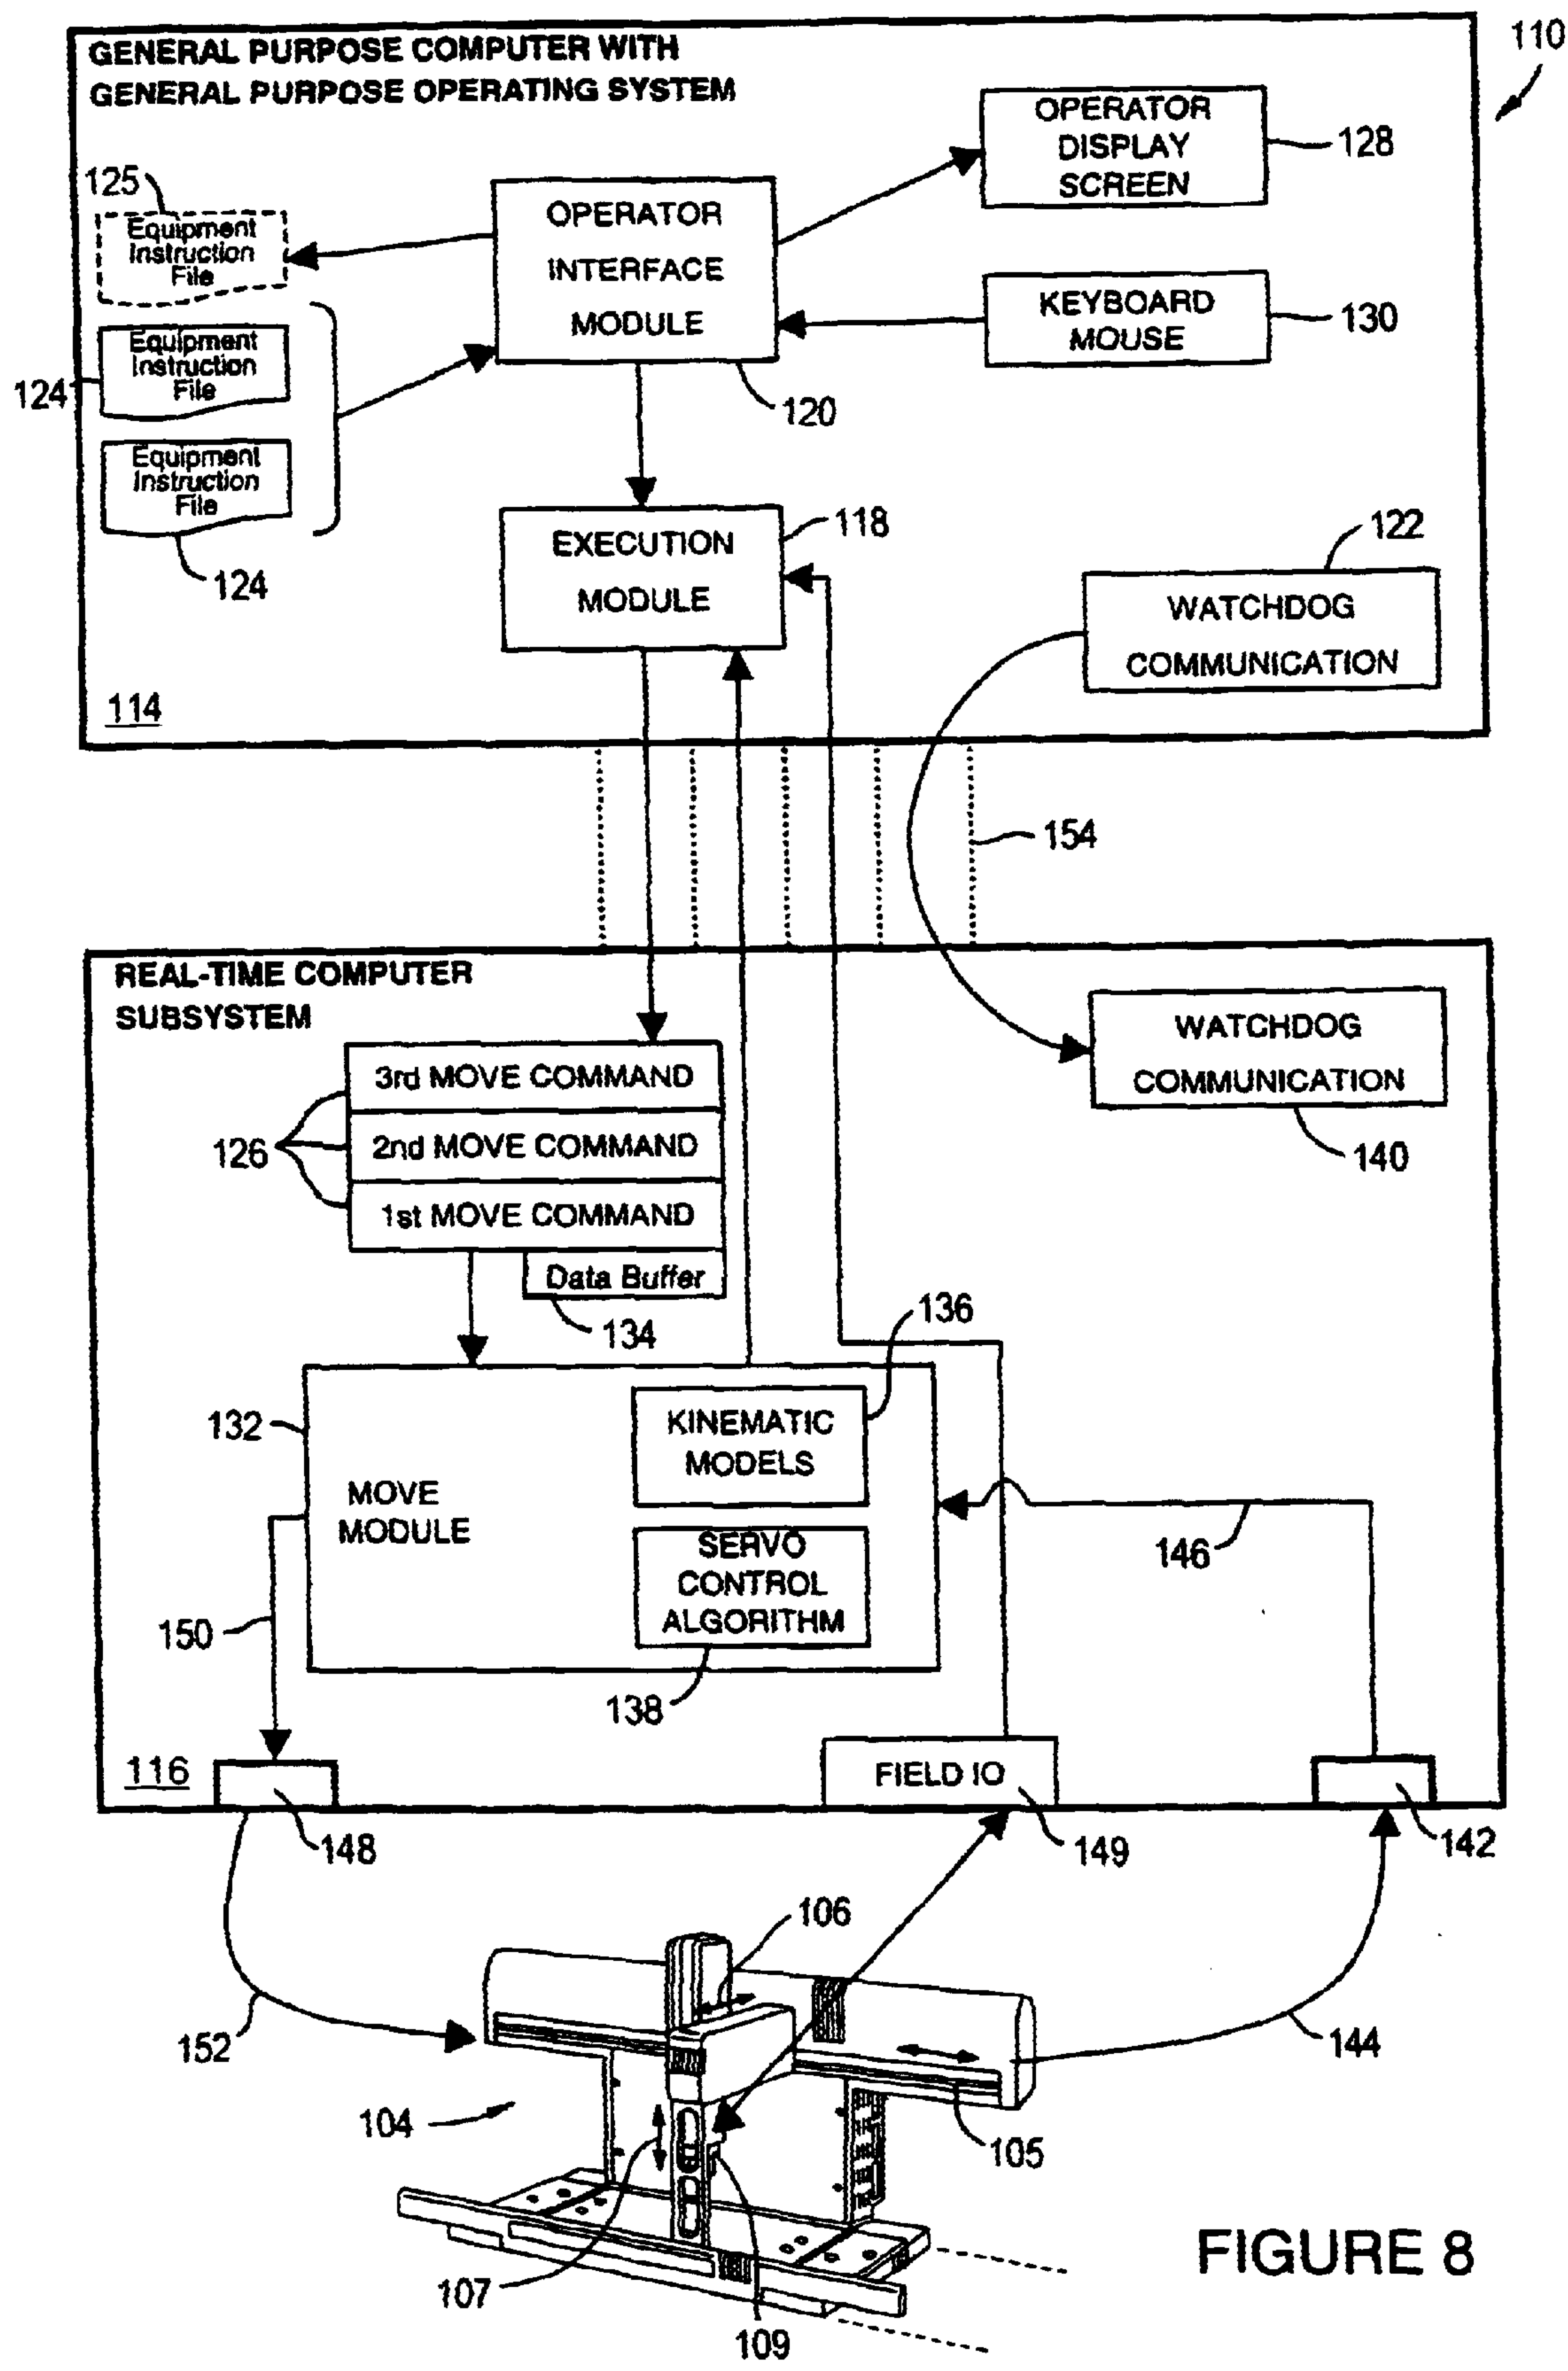 GENERAL PURPOSE COMPUTER WITH
GENERAL PURPOSE OPERATING SYSTEM
110
OPERATOR
DISPLAY
SCREEN
128
125
Equipment
Instruction
File
OPERATOR
INTERFACE
MODULE
KEYBOARD
MOUSE
130
124
Equipment
Instruction
File
120
Equipment
Instruction
File
124
EXECUTION
MODULE
118
122
WATCHDOG
COMMUNICATION
114
154
REAL-TIME COMPUTER
SUBSYSTEM
WATCHDOG
COMMUNICATION
140
3rd MOVE COMMAND
2nd MOVE COMMAND
1st MOVE COMMAND
126
Data Buffer
134
136
132
KINEMATIC
MODELS
MOVE
MODULE
SERVO
CONTROL
ALGORITHM
146
150
138
116
FIELD IO
148
149
142
106
152
144
104
105
107
109
FIGURE 8